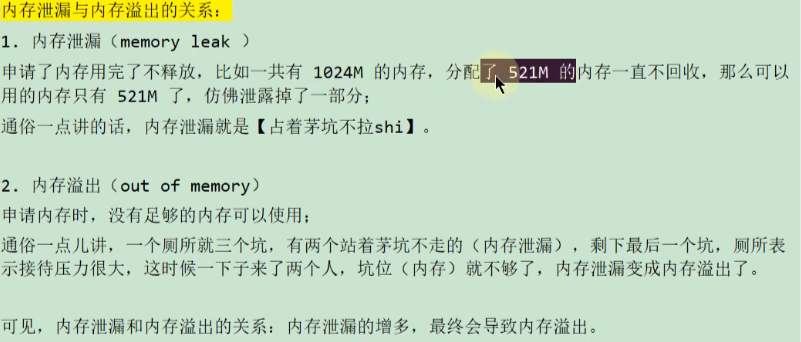 内存泄漏与内存溢出的关系：
1. 内存泄漏（memory leak ）
申请了内存用完了不释放，比如一共有 1024M 的内存，分配了 521M 的内存一直不回收，那么可以
用的内存只有 521M 了，仿佛泄露掉了一部分；
通俗一点讲的话，内存泄漏就是【占着茅坑不拉shi】。
2. 内存溢出（out of memory）
申请内存时，没有足够的内存可以使用；
通俗一点儿讲，一个厕所就三个坑，有两个站着茅坑不走的（内存泄漏），剩下最后一个坑，厕所表
示接待压力很大，这时候一下子来了两个人，坑位（内存）就不够了，内存泄漏变成内存溢出了。
可见，内存泄漏和内存溢出的关系：内存泄漏的增多，最终会导致内存溢出。